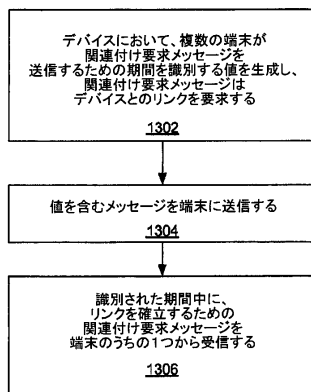 デバイスにおいて、複数の端末が
関連付け要求メッセージを
送信するための期間を識別する値を生成し、
関連付け要求メッセージは
デバイスとのリンクを要求する
1302
値を含むメッセージを端末に送信する
1304
識別された期間中に、
リンクを確立するための
関連付け要求メッセージを
端末のうちの1つから受信する
1306